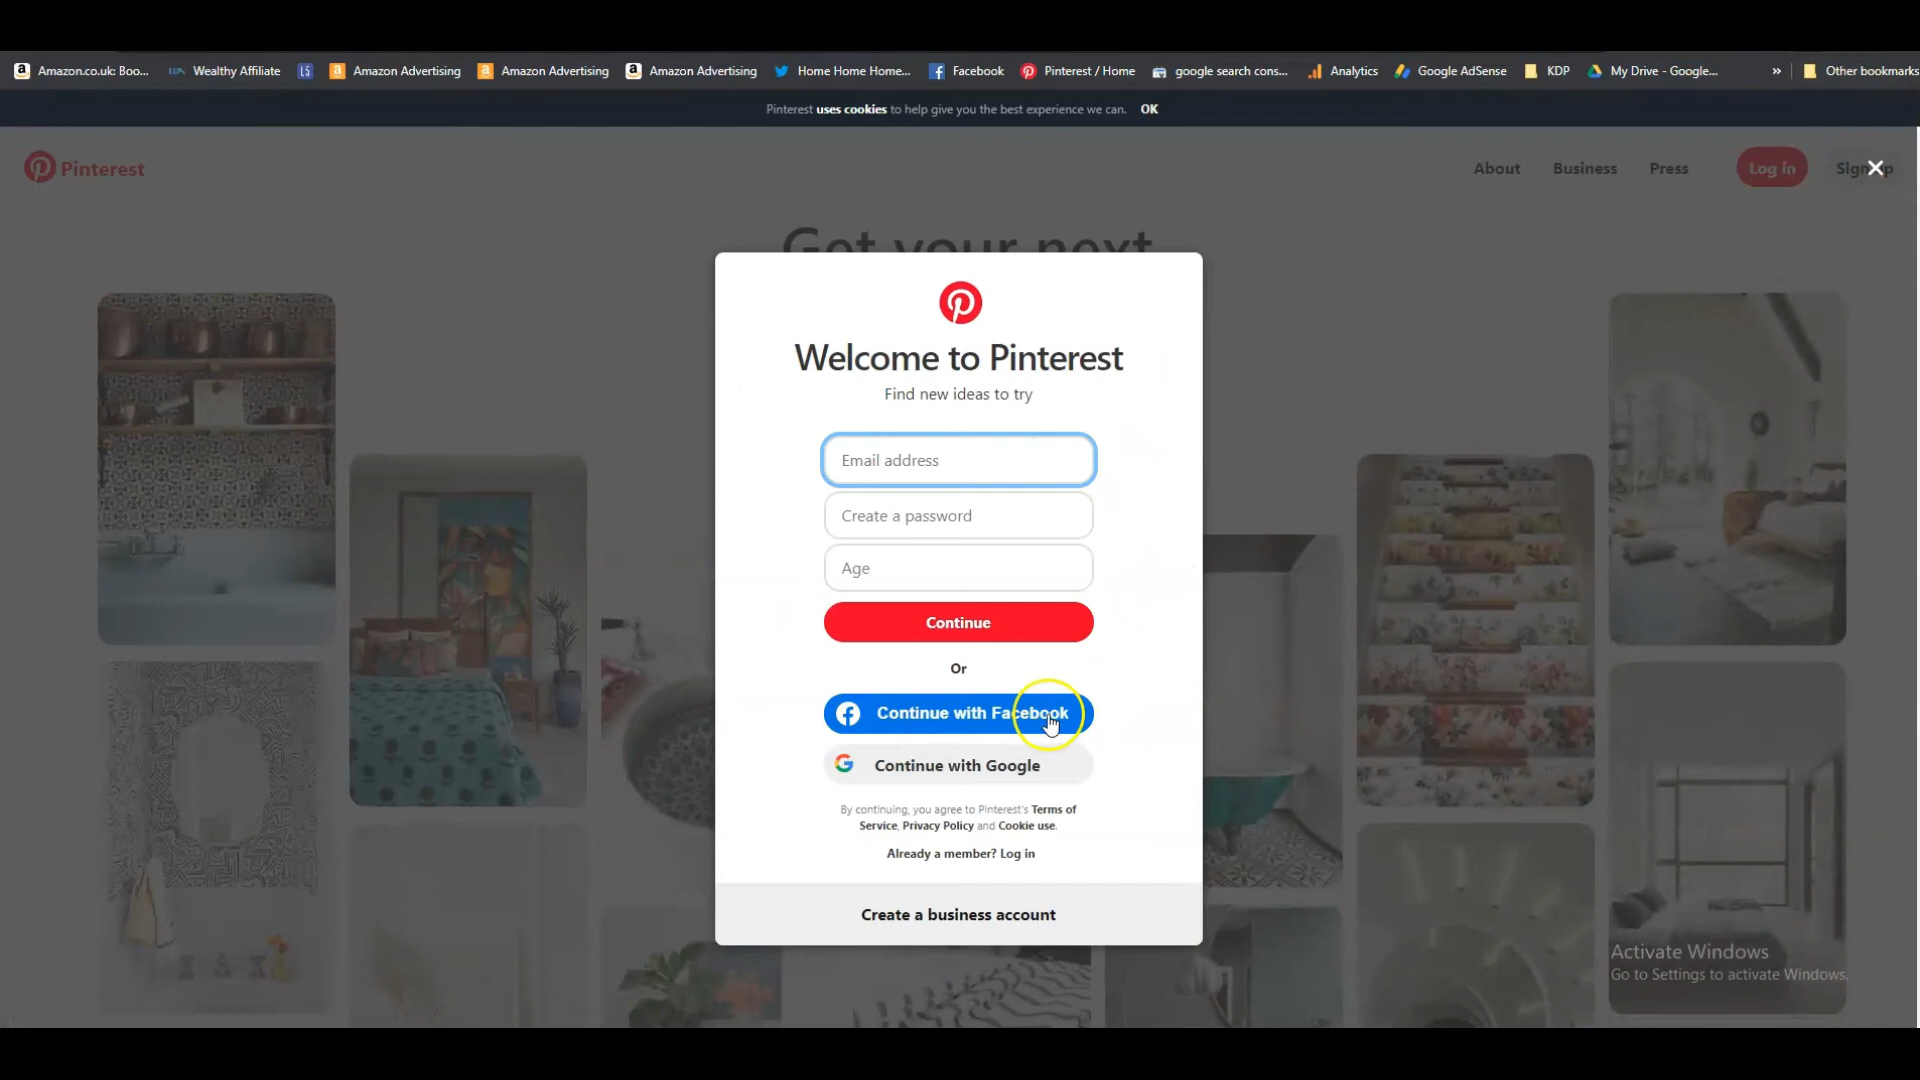 Amazon.co.uk: Boo... Wealthy Affiliate Amazon Advertising Amazon Advertising Amazon Advertising Home Home Home... Facebook Pinterest / Home google search cons... Analytics Google AdSense KDP My Drive - Google... » Other bookmarks
Pinterest uses cookies to help give you the best experience we can. OK
Pinterest About Business Press Log in
Get your next
Welcome to Pinterest
Find new ideas to try
Email address
Create a password
Age
Continue
Or
Continue with Facebook
Continue with Google
By continuing, you agree to Pinterest's Terms of
Service, Privacy Policy and Cookie use.
Already a member? Log in
Create a business account
Activate Windows
Go to Settings to activate Windows.